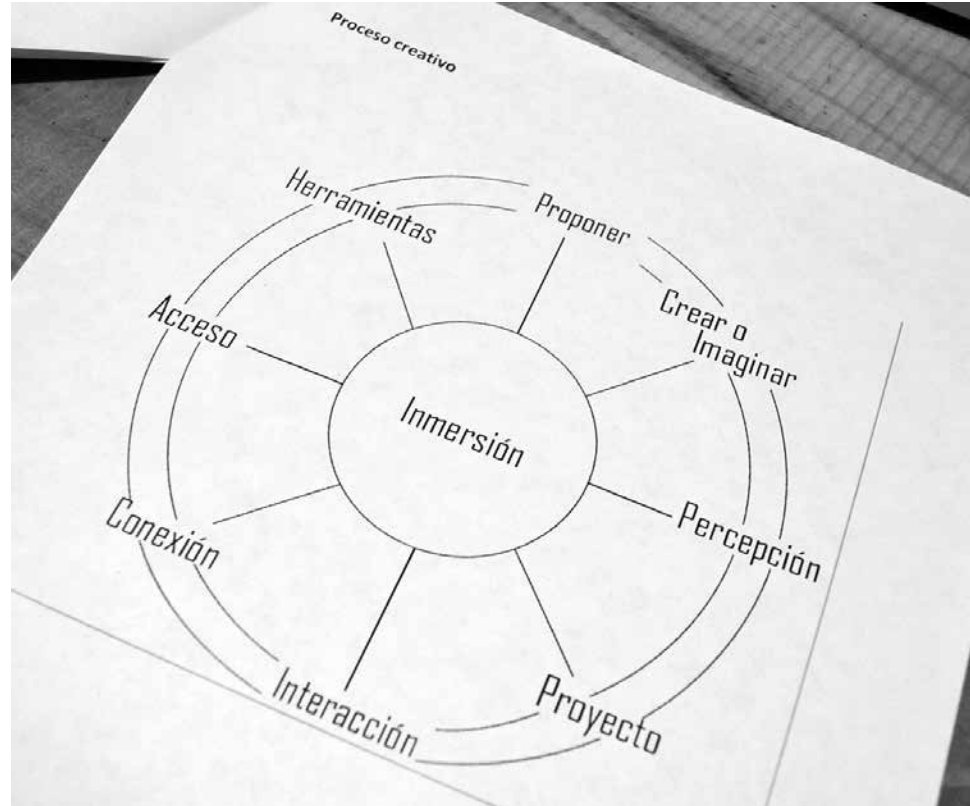 Proceso creativo
Herramientas
Proponer
Crear o
Imaginar
Acceso
Inmersión
Percepción
Conexión
Proyecto
Interacción